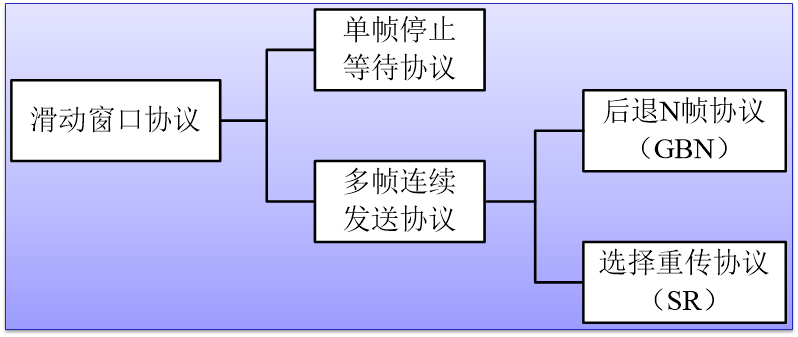 单帧停止
等待协议
滑动窗口协议
后退N帧协议
（GBN）
多帧连续
发送协议
选择重传协议
（SR）